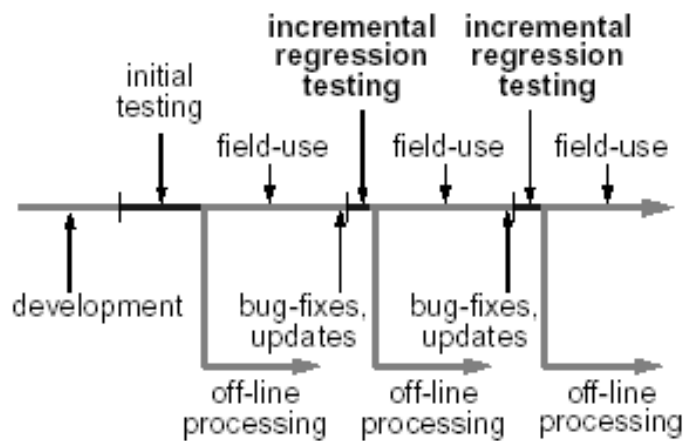 incremental
regression
testing
incremental
regression
testing
initial
testing
field-use
field-use
field-use
development
bug-fixes,
updates
bug-fixes,
updates
off-line
processing
off-line
processing
off-line
processing